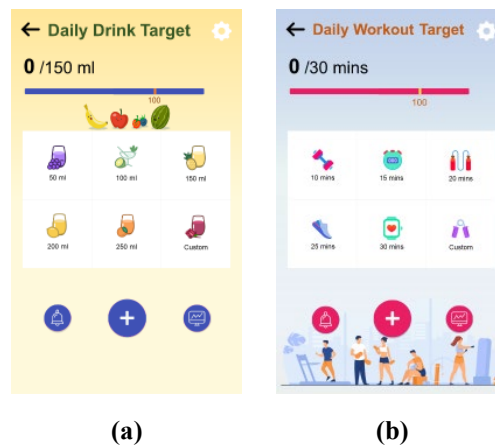 Daily Drink Target
0 /150 ml
100
50 ml
100 ml
150 ml
200 ml
250 ml
Custom
(a)
Daily Workout Target
0 /30 mins
100
10 mins
15 mins
20 mins
25 mins
30 mins
Custom
(b)